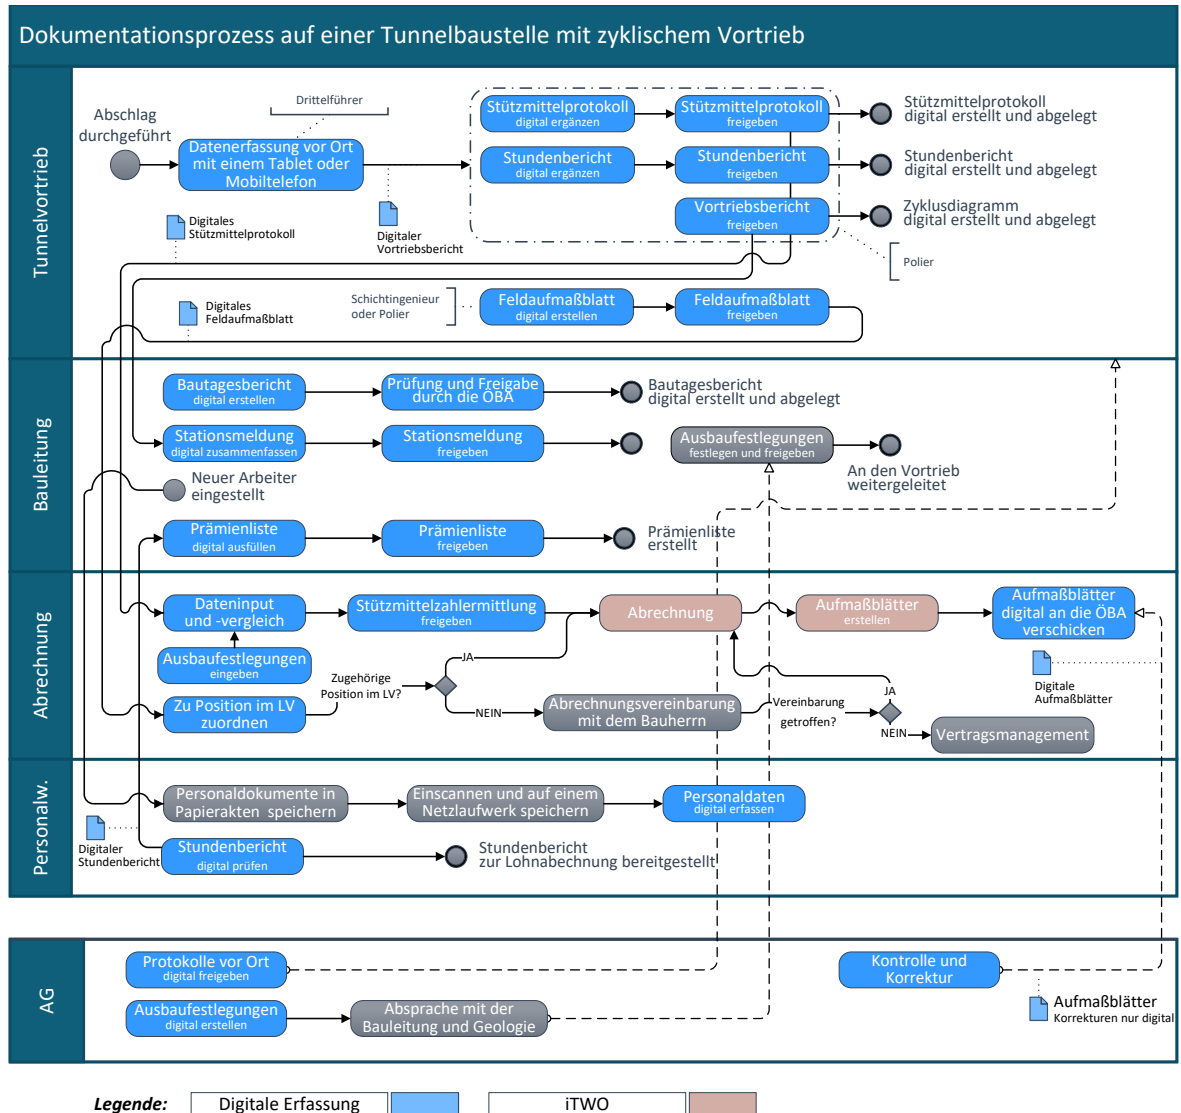 Dokumentationsprozess auf einer Tunnelbaustelle mit zyklischem Vortrieb
Tunnelvortrieb
Abschlag
durchgeführt
Drittelführer
Datenerfassung vor Ort
mit einem Tablet oder
Mobiltelefon
Stützmittelprotokoll
digital ergänzen
Stützmittelprotokoll
freigeben
Stützmittelprotokoll
digital erstellt und abgelegt
Stundenbericht
digital ergänzen
Stundenbericht
freigeben
Stundenbericht
digital erstellt und abgelegt
Vortriebsbericht
freigeben
Zyklusdiagramm
digital erstellt und abgelegt
Digitales
Stützmittelprotokoll
Digitaler
Vortriebsbericht
Polier
Digitales
Feldaufmaßblatt
Schichtingenieur
oder Polier
Feldaufmaßblatt
digital erstellen
Feldaufmaßblatt
freigeben
Bauleitung
Bautagesbericht
digital erstellen
Prüfung und Freigabe
durch die ÖBA
Bautagesbericht
digital erstellt und abgelegt
Stationsmeldung
digital zusammenfassen
Stationsmeldung
freigeben
Ausbaufestlegungen
festlegen und freigeben
An den Vortrieb
weitergeleitet
Neuer Arbeiter
eingestellt
Prämienliste
digital ausfüllen
Prämienliste
freigeben
Prämienliste
erstellt
Abrechnung
Dateninput
und -vergleich
Stützmittelzahlermittlung
freigeben
Abrechnung
Aufmaßblätter
erstellen
Aufmaßblätter
digital an die ÖBA
verschicken
Ausbaufestlegungen
eingeben
JA
Zugehörige
Position im LV?
NEIN
Zu Position im LV
zuordnen
Abrechnungsvereinbarung
mit dem Bauherrn
Vereinbarung
getroffen?
JA
NEIN
Vertragsmanagement
Digitale
Aufmaßblätter
Personalw.
Personaldokumente in
Papierakten speichern
Einscannen und auf einem
Netzlaufwerk speichern
Personaldaten
digital erfassen
Digitaler
Stundenbericht
Stundenbericht
digital prüfen
Stundenbericht
zur Lohnabechnung bereitgestellt
AG
Protokolle vor Ort
digital freigeben
Kontrolle und
Korrektur
Ausbaufestlegungen
digital erstellen
Absprache mit der
Bauleitung und Geologie
Aufmaßblätter
Korrekturen nur digital
Legende:
Digitale Erfassung
iTWO